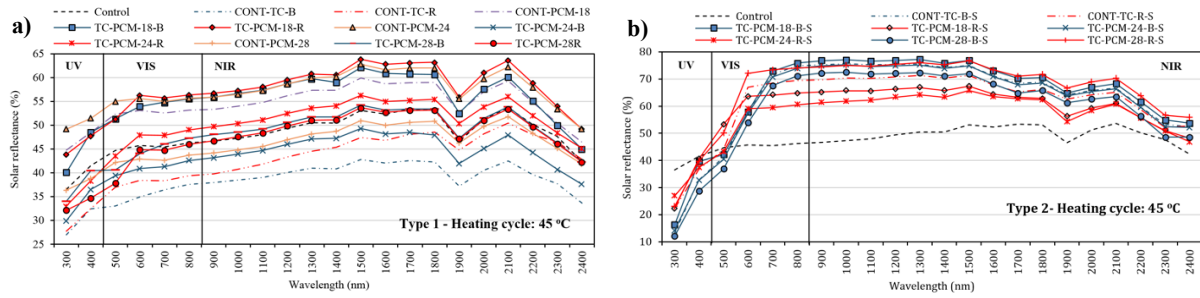 a)
Control CONT-TC-B CONT-TC-R CONT-PCM-18
TC-PCM-18-B TC-PCM-18-R CONT-PCM-24 TC-PCM-24-B
TC-PCM-24-R CONT-PCM-28 TC-PCM-28-B TC-PCM-28R
Solar reflectance (%)
65
60
55
50
45
40
35
30
25
UV VIS NIR
Type 1 - Heating cycle: 45 °C
300 400 500 600 700 800 900 1000 1100 1200 1300 1400 1500 1600 1700 1800 1900 2000 2100 2200 2300 2400
Wavelength (nm)
b)
Control CONT-TC-B-S CONT-TC-R-S
TC-PCM-18-B-S TC-PCM-18-R-S TC-PCM-24-B-S
TC-PCM-24-R-S TC-PCM-28-B-S TC-PCM-28-R-S
Solar reflectance (%)
80
70
60
50
40
30
20
10
UV VIS NIR
Type 2- Heating cycle: 45 °C
300 400 500 600 700 800 900 1000 1100 1200 1300 1400 1500 1600 1700 1800 1900 2000 2100 2200 2300 2400
Wavelength (nm)